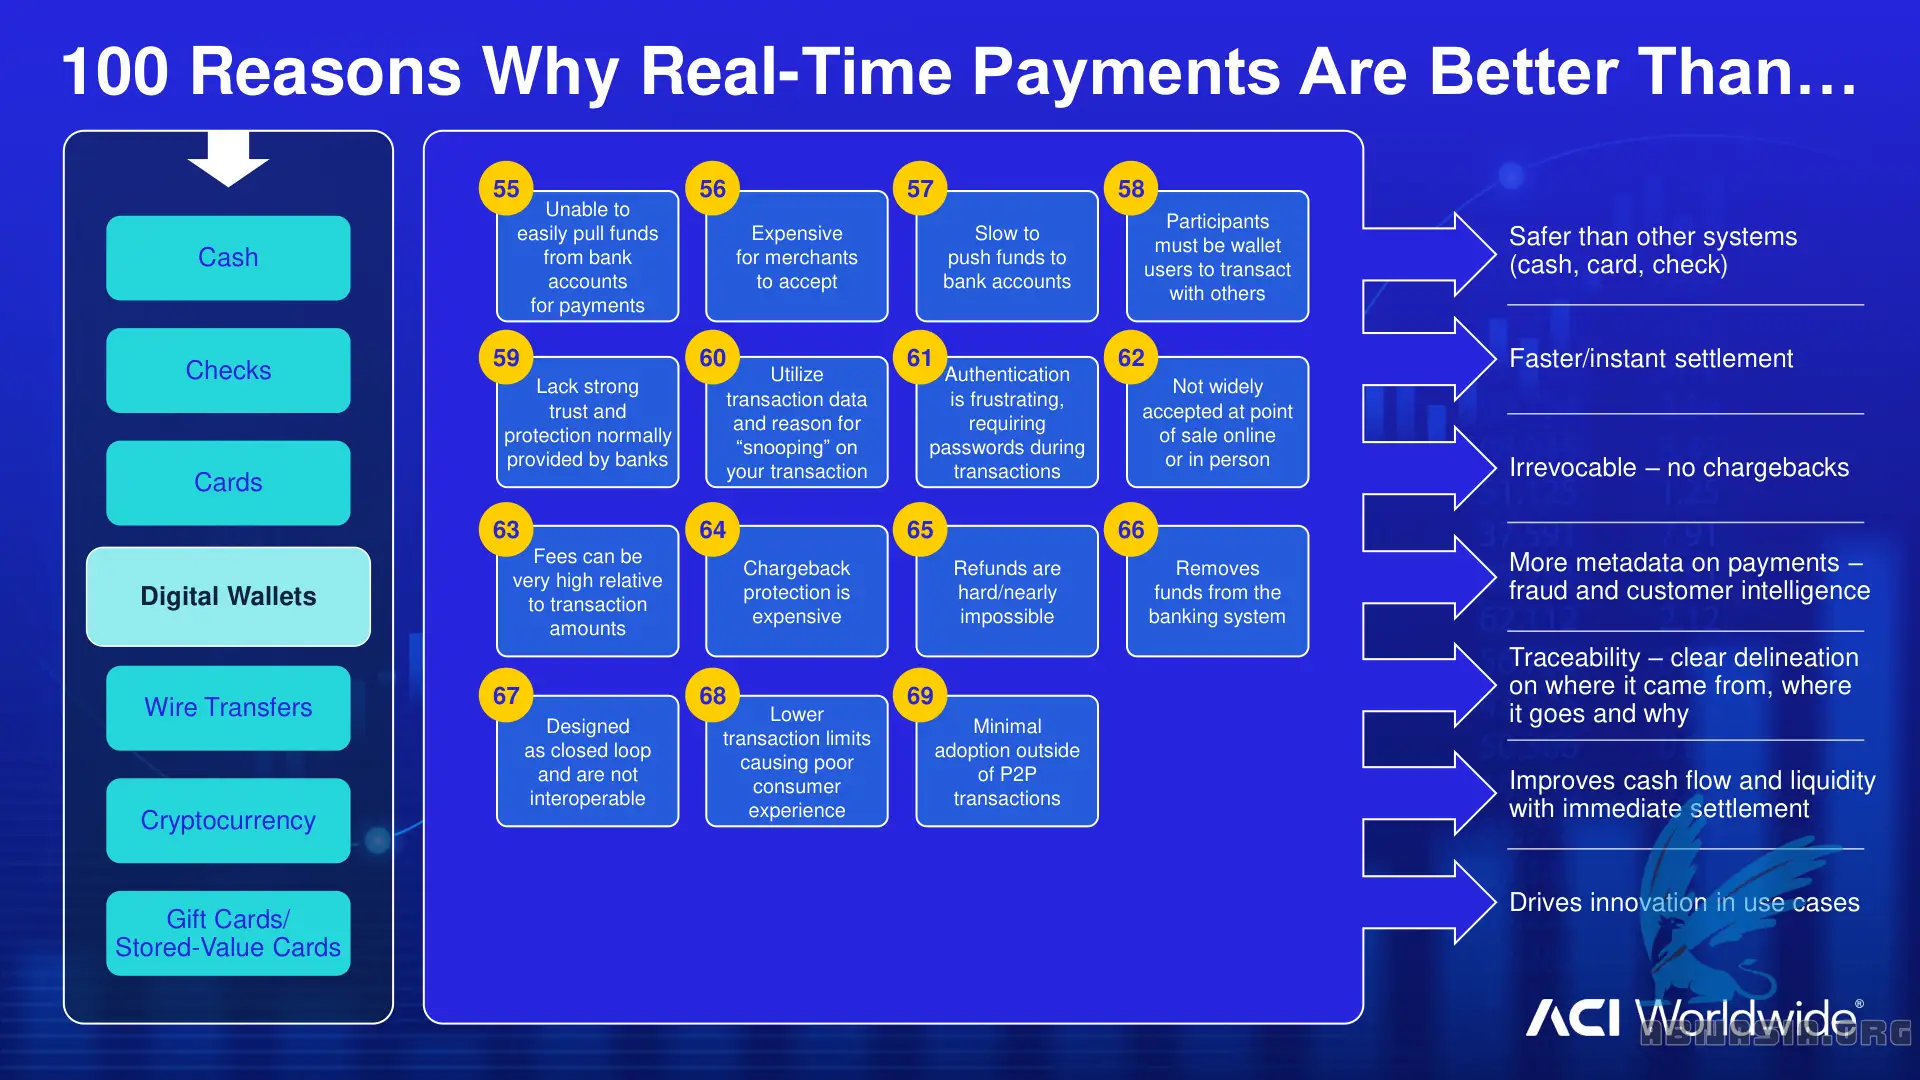 100 Reasons Why Real-Time Payments Are Better Than…
Cash
Checks
Cards
Digital Wallets
Wire Transfers
Cryptocurrency
Gift Cards/
Stored-Value Cards
55
Unable to
easily pull funds
from bank
accounts
for payments
56
Expensive
for merchants
to accept
57
Slow to
push funds to
bank accounts
58
Participants
must be wallet
users to transact
with others
59
Lack strong
trust and
protection normally
provided by banks
60
Utilize
transaction data
and reason for
“snooping” on
your transaction
61
Authentication
is frustrating,
requiring
passwords during
transactions
62
Not widely
accepted at point
of sale online
or in person
63
Fees can be
very high relative
to transaction
amounts
64
Chargeback
protection is
expensive
65
Refunds are
hard/nearly
impossible
66
Removes
funds from the
banking system
67
Designed
as closed loop
and are not
interoperable
68
Lower
transaction limits
causing poor
consumer
experience
69
Minimal
adoption outside
of P2P
transactions
Safer than other systems
(cash, card, check)
Faster/instant settlement
Irrevocable – no chargebacks
More metadata on payments –
fraud and customer intelligence
Traceability – clear delineation
on where it came from, where
it goes and why
Improves cash flow and liquidity
with immediate settlement
Drives innovation in use cases
ACI Worldwide®